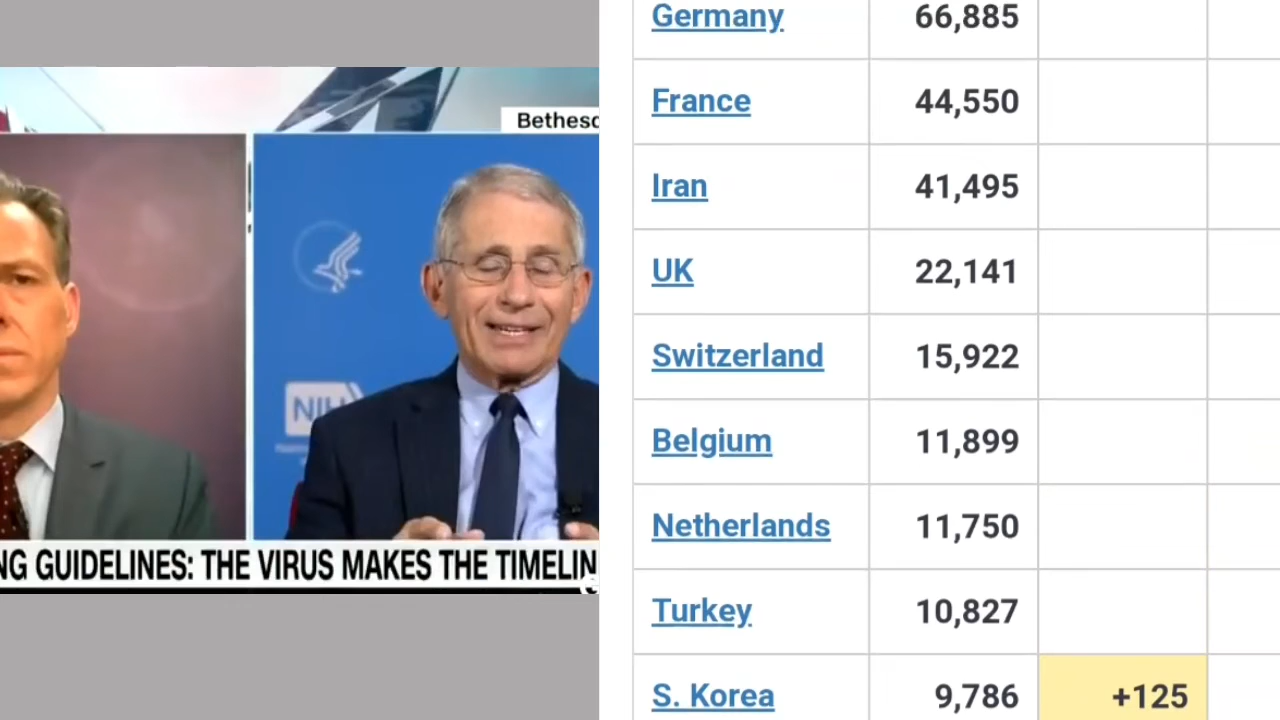 Bethesd
NIH
NG GUIDELINES: THE VIRUS MAKES THE TIMELIN
Germany 66,885
France 44,550
Iran 41,495
UK 22,141
Switzerland 15,922
Belgium 11,899
Netherlands 11,750
Turkey 10,827
S. Korea 9,786 +125